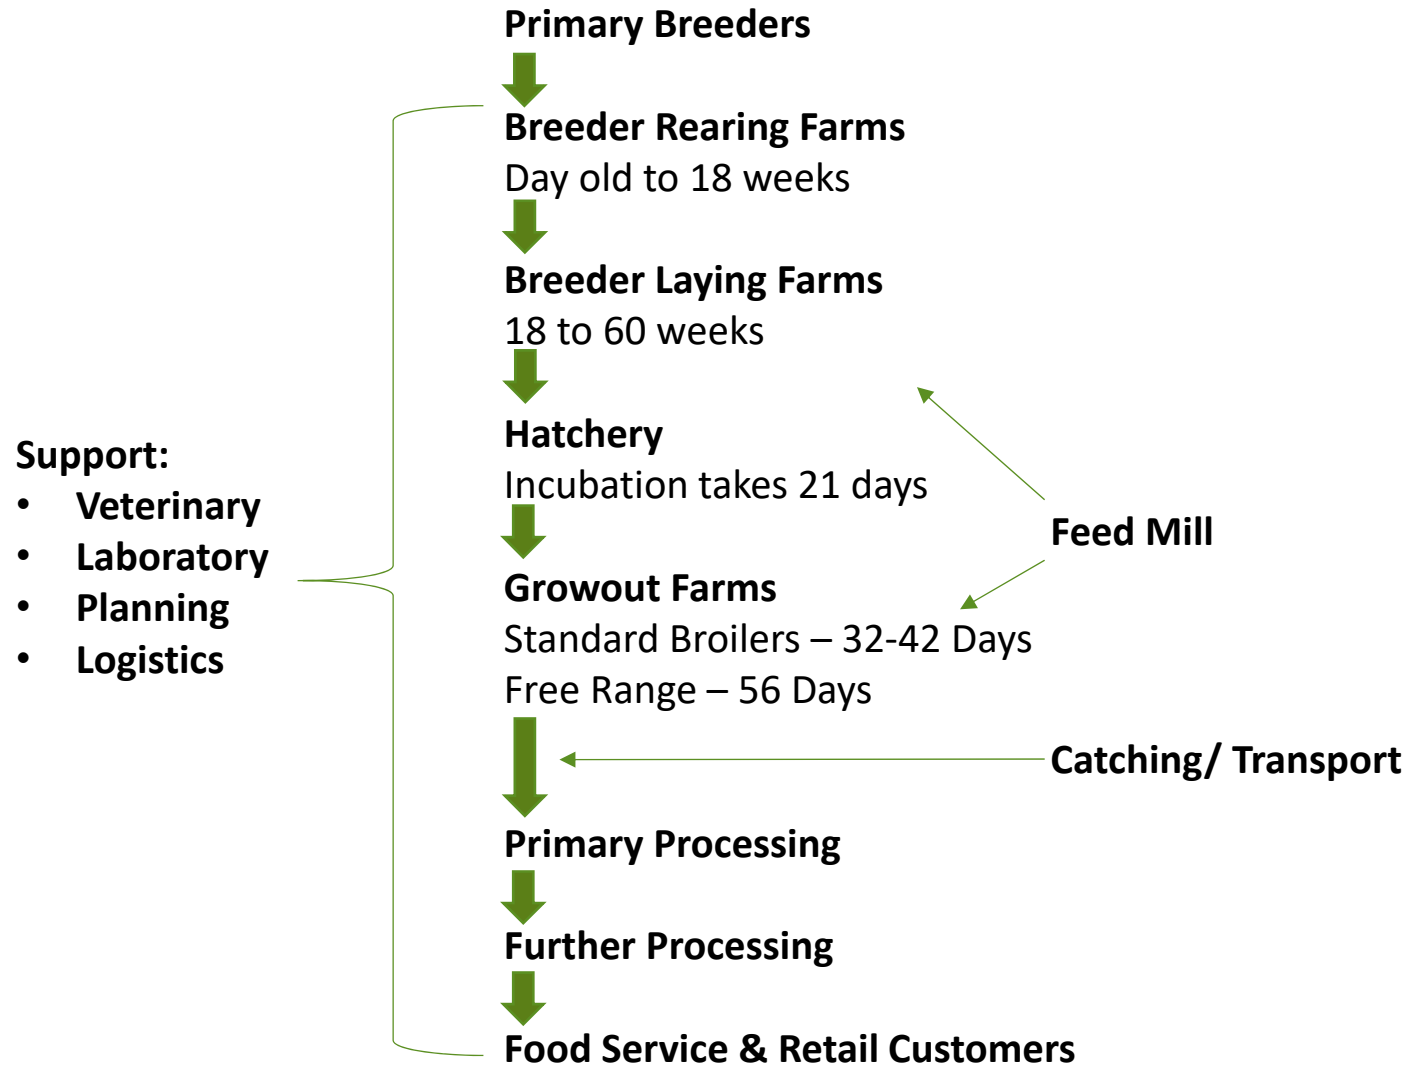 Primary Breeders
Breeder Rearing Farms
Day old to 18 weeks
Breeder Laying Farms
18 to 60 weeks
Hatchery
Incubation takes 21 days
Growout Farms
Standard Broilers – 32-42 Days
Free Range – 56 Days
Primary Processing
Further Processing
Food Service & Retail Customers
Support:
• Veterinary
• Laboratory
• Planning
• Logistics
Feed Mill
Catching/ Transport